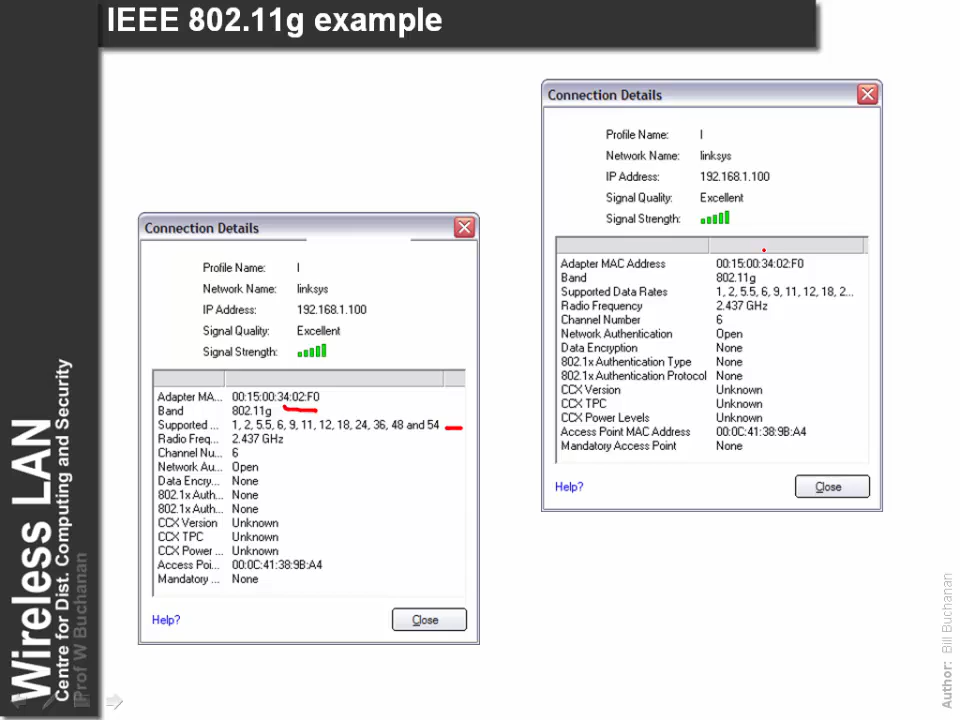 IEEE 802.11g example
Connection Details
Profile Name: I
Network Name: linksys
IP Address: 192.168.1.100
Signal Quality: Excellent
Signal Strength:
Adapter MA... 00:15:00:34:02:F0
Band 802.11g
Supported ... 1, 2, 5.5, 6, 9, 11, 12, 18, 24, 36, 48 and 54
Radio Freq... 2.437 GHz
Channel Nu... 6
Network Au... Open
Data Encry... None
802.1x Auth... None
802.1x Auth... None
CCX Version Unknown
CCX TPC Unknown
CCX Power ... Unknown
Access Poi... 00:0C:41:38:9B:A4
Mandatory ... None
Help? Close
Connection Details
Profile Name: I
Network Name: linksys
IP Address: 192.168.1.100
Signal Quality: Excellent
Signal Strength:
Adapter MAC Address 00:15:00:34:02:F0
Band 802.11g
Supported Data Rates 1, 2, 5.5, 6, 9, 11, 12, 18, 2...
Radio Frequency 2.437 GHz
Channel Number 6
Network Authentication Open
Data Encryption None
802.1x Authentication Type None
802.1x Authentication Protocol None
CCX Version Unknown
CCX TPC Unknown
CCX Power Levels Unknown
Access Point MAC Address 00:0C:41:38:9B:A4
Mandatory Access Point None
Help? Close
Wireless LAN
Centre for Dist. Computing and Security
Prof W Buchanan
Author: Bill Buchanan